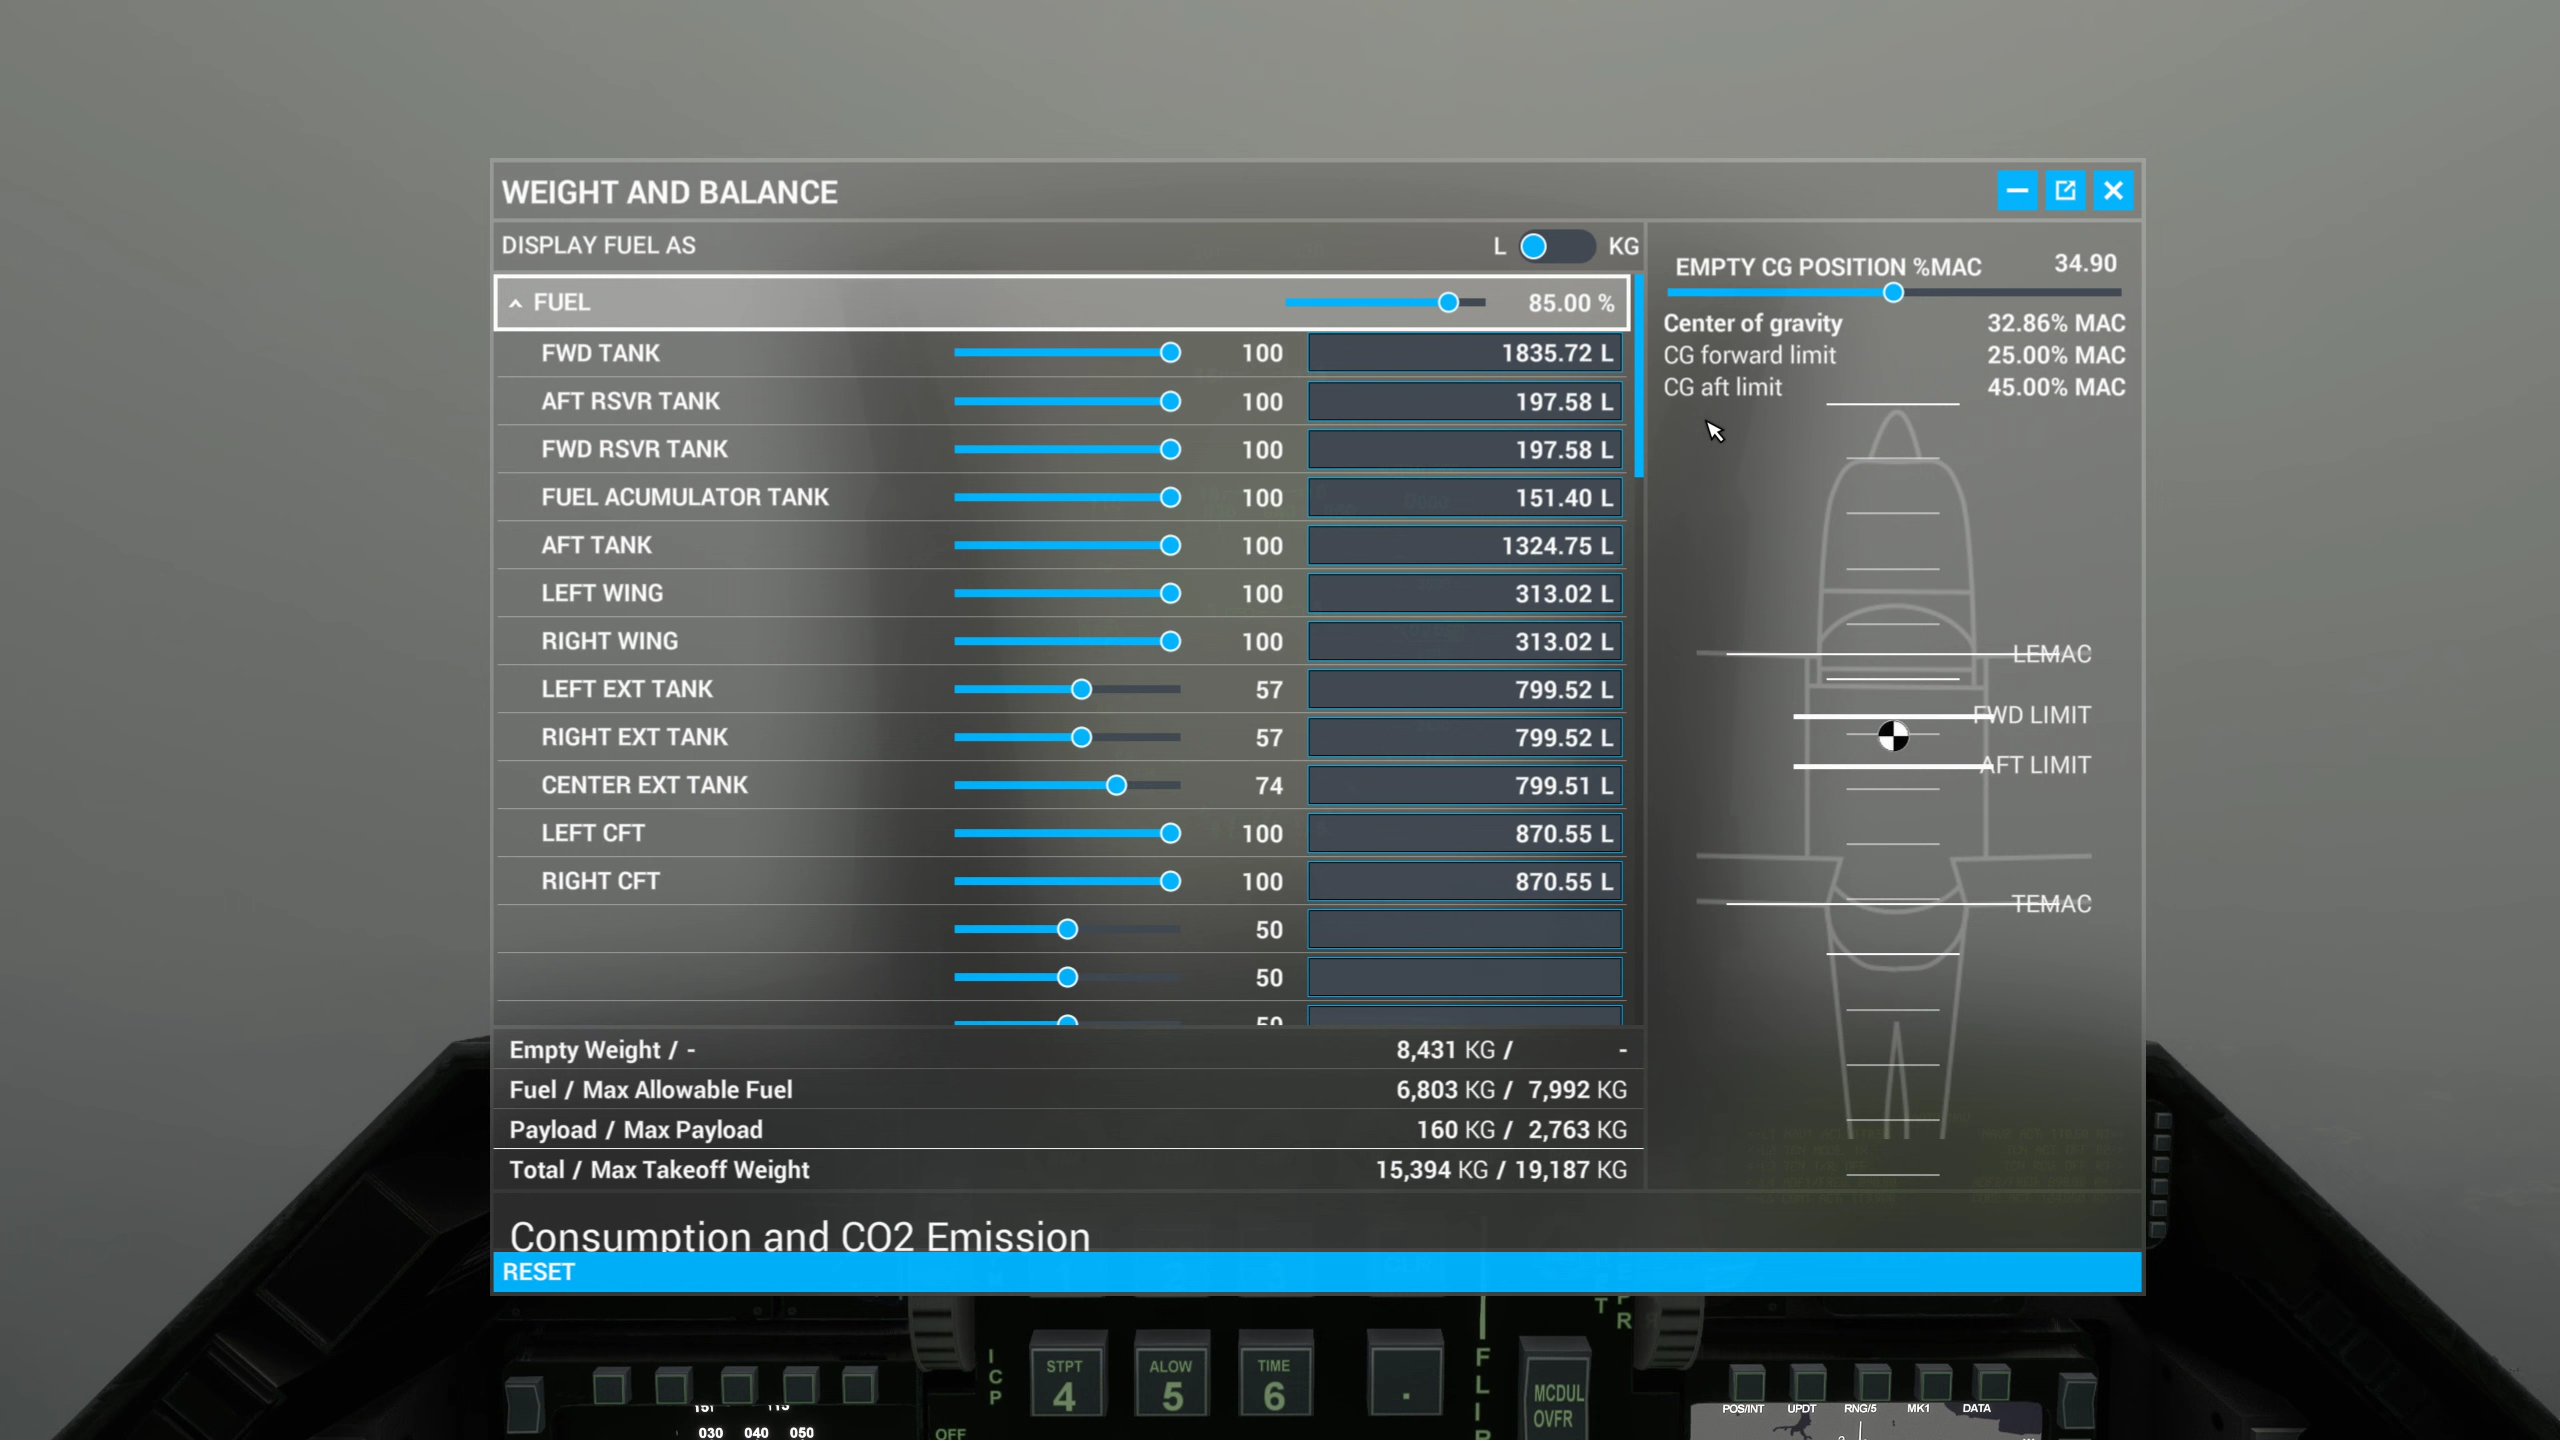 WEIGHT AND BALANCE
DISPLAY FUEL AS L KG
FUEL 85.00 %
FWD TANK 100 1835.72 L
AFT RSVR TANK 100 197.58 L
FWD RSVR TANK 100 197.58 L
FUEL ACUMULATOR TANK 100 151.40 L
AFT TANK 100 1324.75 L
LEFT WING 100 313.02 L
RIGHT WING 100 313.02 L
LEFT EXT TANK 57 799.52 L
RIGHT EXT TANK 57 799.52 L
CENTER EXT TANK 74 799.51 L
LEFT CFT 100 870.55 L
RIGHT CFT 100 870.55 L
50
50
50
Empty Weight / - 8,431 KG / -
Fuel / Max Allowable Fuel 6,803 KG / 7,992 KG
Payload / Max Payload 160 KG / 2,763 KG
Total / Max Takeoff Weight 15,394 KG / 19,187 KG
EMPTY CG POSITION %MAC 34.90
Center of gravity 32.86% MAC
CG forward limit 25.00% MAC
CG aft limit 45.00% MAC
LEMAC
FWD LIMIT
AFT LIMIT
TEMAC
Consumption and CO2 Emission
RESET
ICP
STPT
4
ALOW
5
TIME
6
.
FLIR
MCDUL
OVFR
OFF
030 040 050
POS/INT UPDT RNG/5 MK1 DATA